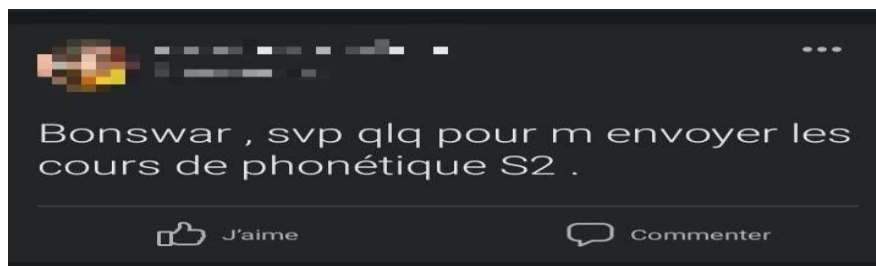 Bonswar , svp qlq pour m envoyer les
cours de phonétique S2 .
J'aime
Commenter